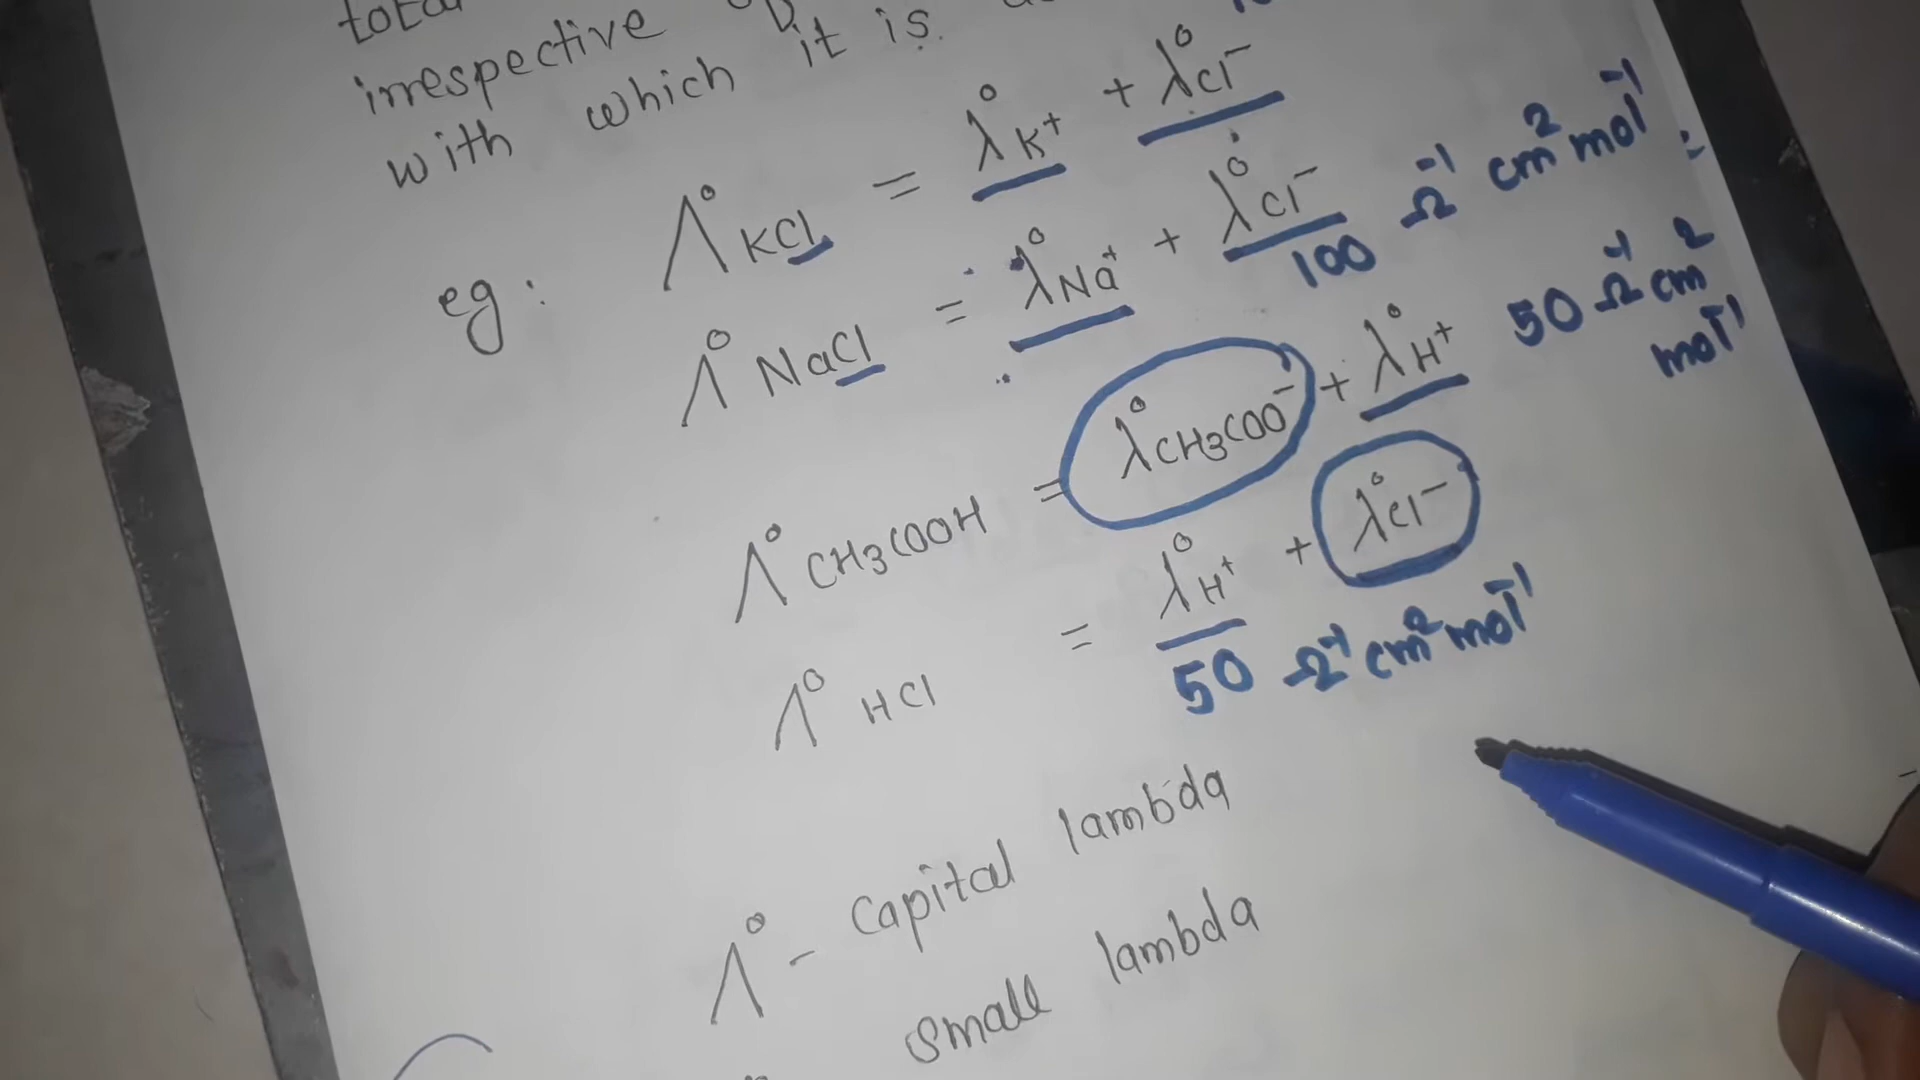 total
irrespective
with which it is
eg: Λ° KCl = λ°K+ + λ°Cl-
Λ° NaCl = λ°Na+ + λ°Cl-
100 Ω-1 cm2 mol-1
Λ° CH3COOH = λ°CH3COO- + λ°H+
50 Ω-1 cm2 mol-1
Λ° HCl = λ°H+ + λ°Cl-
50 Ω-1 cm2 mol-1
Λ° - Capital lambda
small lambda